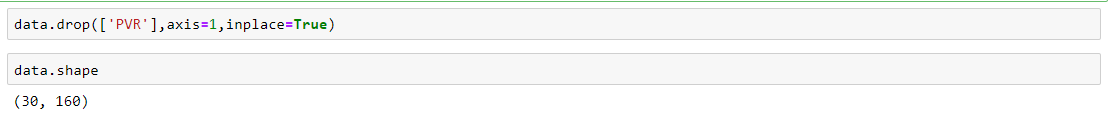 data.drop(['PVR'],axis=1,inplace=True)
data.shape
(30, 160)